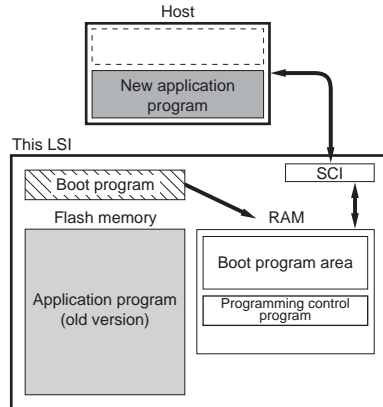 Host
New application
program
This LSI
SCI
Boot program
Flash memory
RAM
Application program
(old version)
Boot program area
Programming control
program